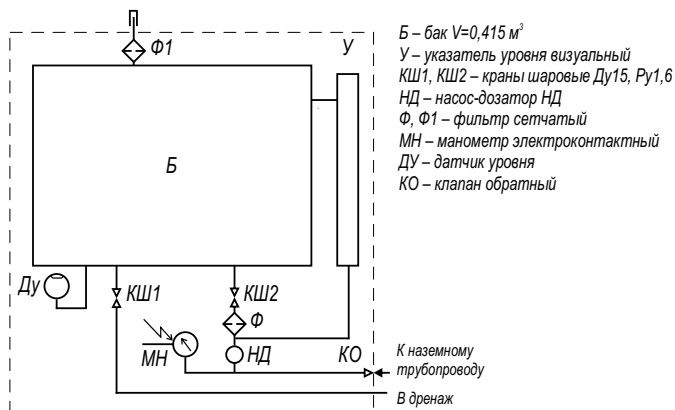 Ф1
У
Б
Ду
КШ1
КШ2
Ф
МН
НД
КО
К наземному
трубопроводу
В дренаж
Б – бак V=0,415 м³
У – указатель уровня визуальный
КШ1, КШ2 – краны шаровые Ду15, Ру1,6
НД – насос-дозатор НД
Ф, Ф1 – фильтр сетчатый
МН – манометр электроконтактный
ДУ – датчик уровня
КО – клапан обратный